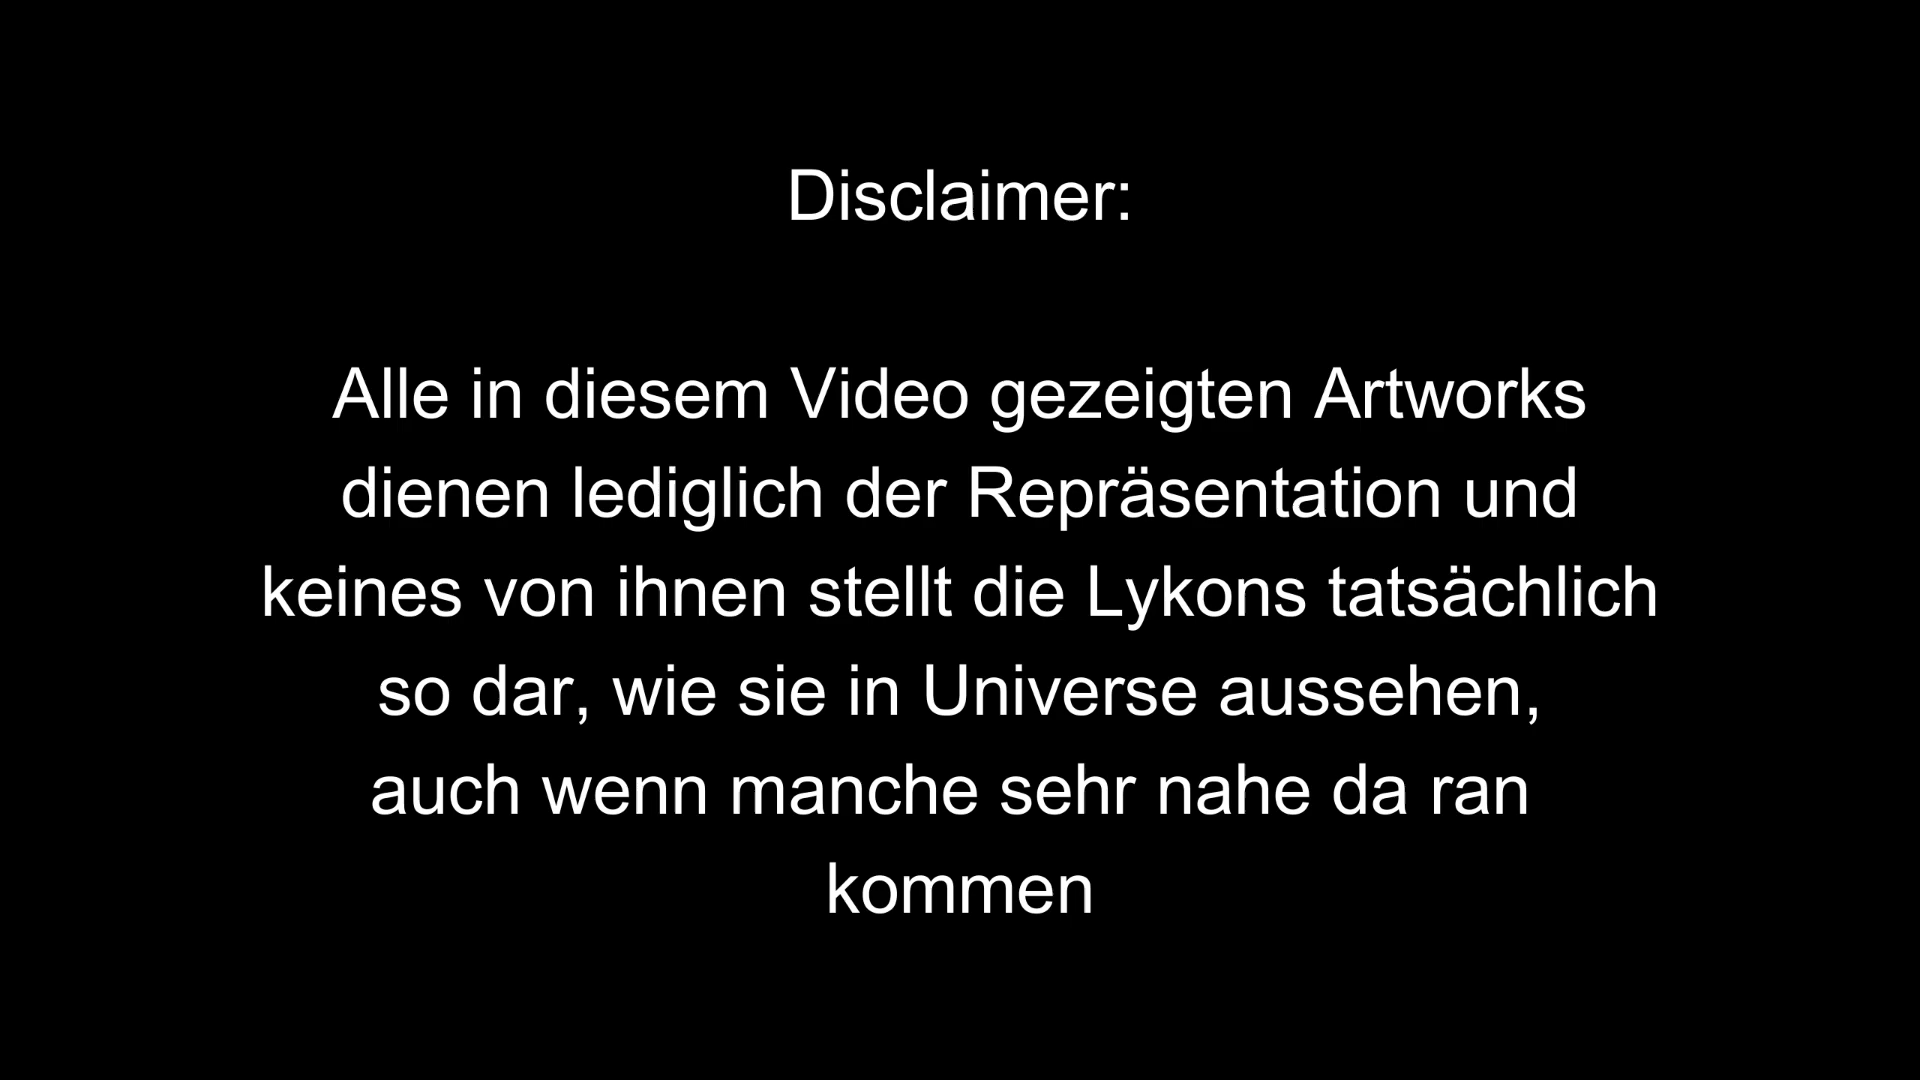 Disclaimer:
Alle in diesem Video gezeigten Artworks
dienen lediglich der Repräsentation und
keines von ihnen stellt die Lykons tatsächlich
so dar, wie sie in Universe aussehen,
auch wenn manche sehr nahe da ran
kommen